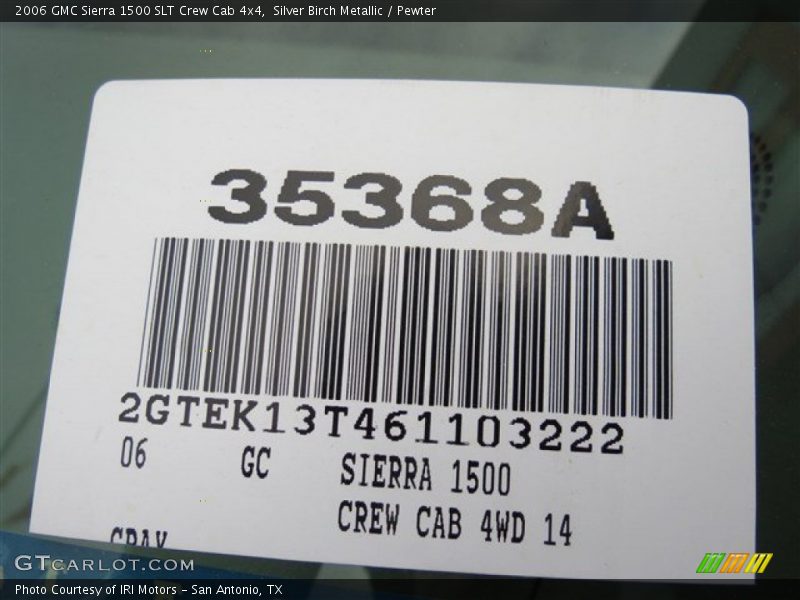 2006 GMC Sierra 1500 SLT Crew Cab 4x4, Silver Birch Metallic / Pewter
35368A
2GTEK13T461103222
06 GC SIERRA 1500
CREW CAB 4WD 14
GRAY
GTCARLOT.COM
Photo Courtesy of IRI Motors – San Antonio, TX